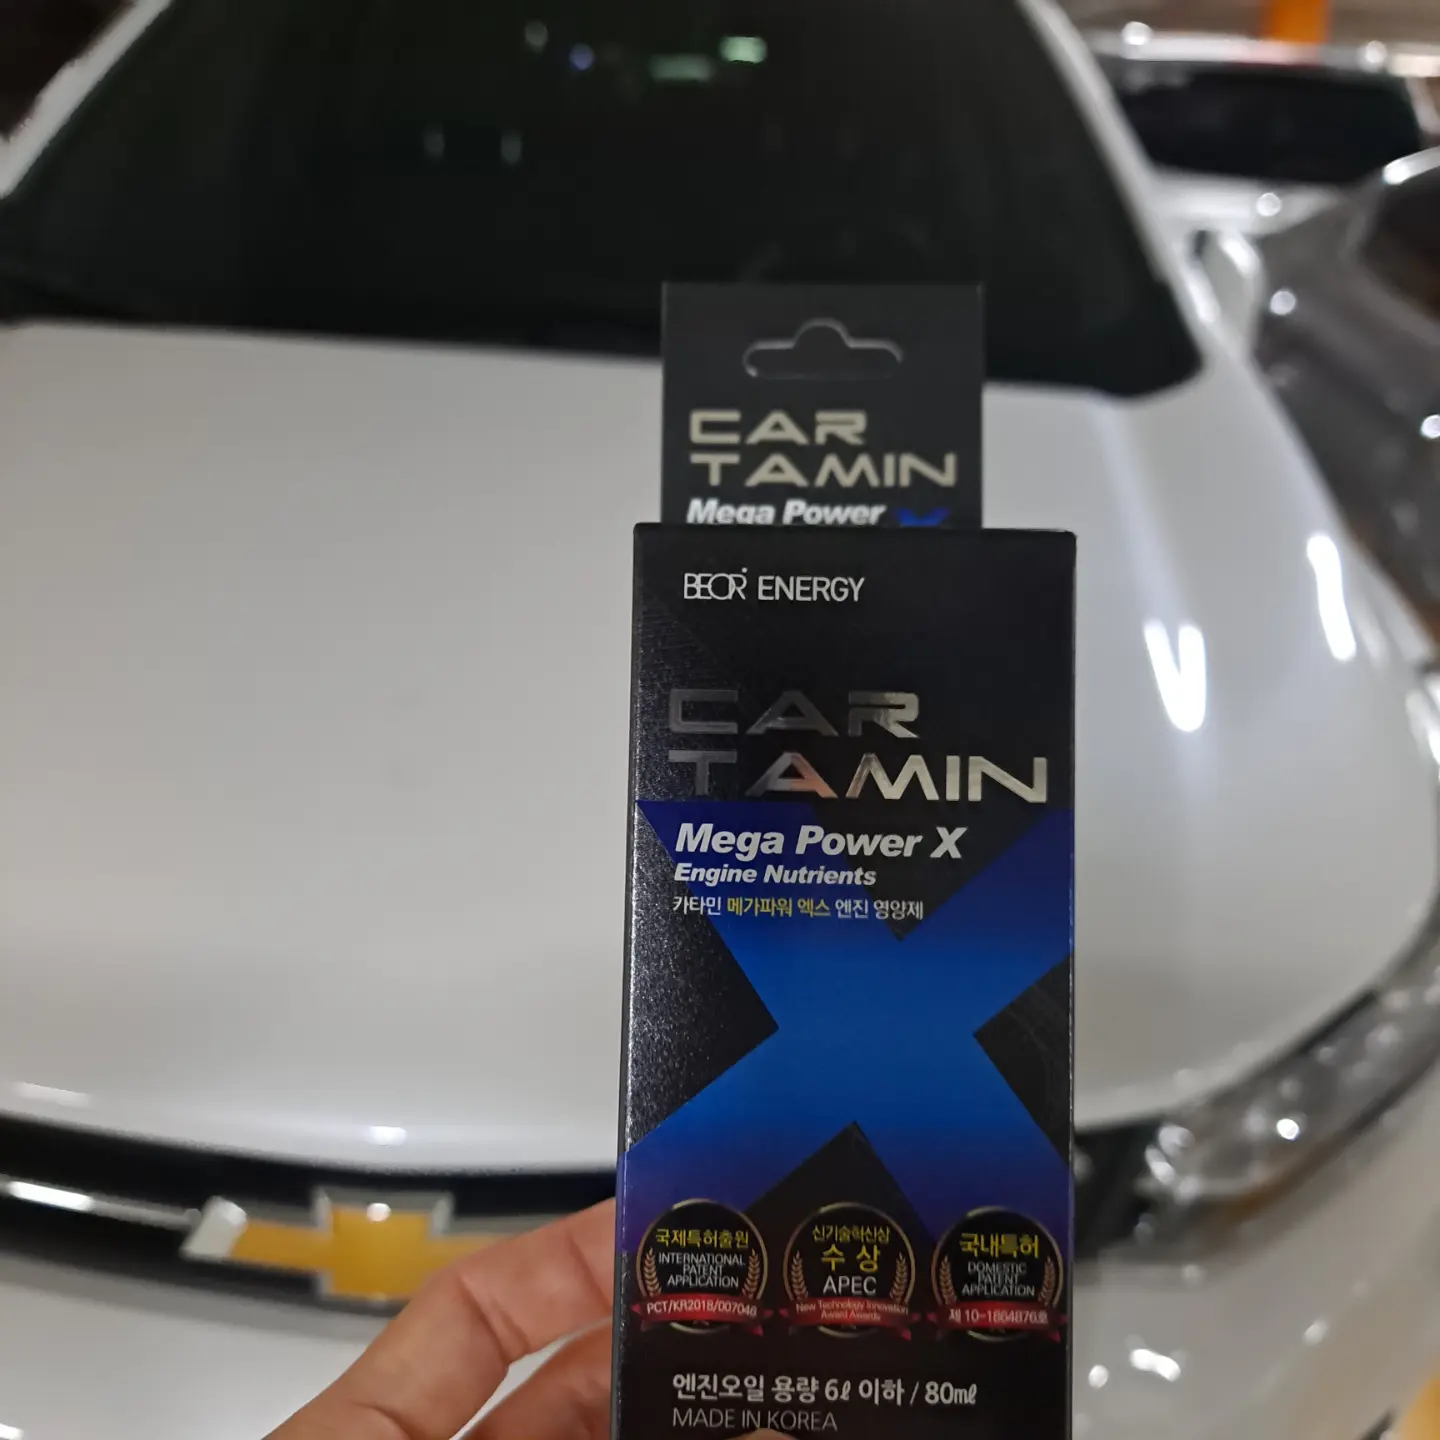 CAR
TAMIN
Mega Power X
BEOR ENERGY
CAR
TAMIN
Mega Power X
Engine Nutrients
카타민 메가파워 엑스 엔진 영양제
국제특허출원
INTERNATIONAL
PATENT
APPLICATION
PCT/KR2018/007046
신기술혁신상
수상
APEC
New Technology Innovation
Award Awards
국내특허
DOMESTIC
PATENT
APPLICATION
제 10-1864876호
엔진오일 용량 6ℓ 이하 / 80㎖
MADE IN KOREA